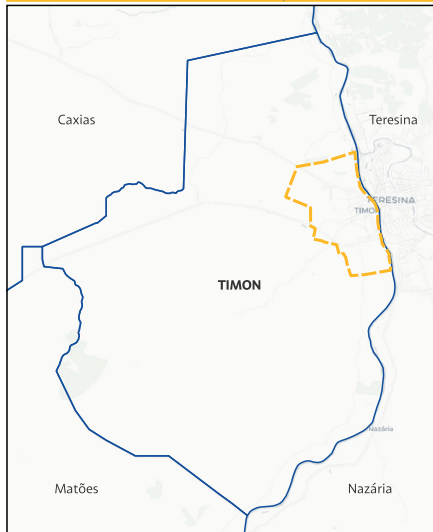 Caxias
Teresina
TERESINA
TIMON
TIMON
Nazária
Matões
Nazária